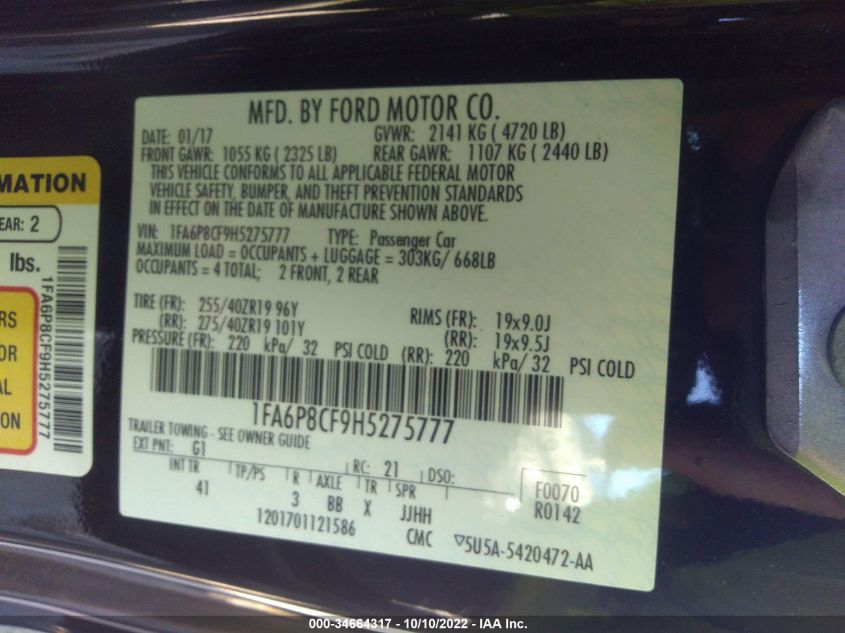 MFD. BY FORD MOTOR CO.
DATE: 01/17 GVWR: 2141 KG ( 4720 LB)
FRONT GAWR: 1055 KG ( 2325 LB) REAR GAWR: 1107 KG ( 2440 LB)
THIS VEHICLE CONFORMS TO ALL APPLICABLE FEDERAL MOTOR
VEHICLE SAFETY, BUMPER, AND THEFT PREVENTION STANDARDS
IN EFFECT ON THE DATE OF MANUFACTURE SHOWN ABOVE.
VIN: 1FA6P8CF9H5275777 TYPE: Passenger Car
MAXIMUM LOAD = OCCUPANTS + LUGGAGE = 303KG/ 668LB
OCCUPANTS = 4 TOTAL; 2 FRONT, 2 REAR
TIRE (FR): 255/40ZR19 96Y RIMS (FR): 19x9.0J
(RR): 275/40ZR19 101Y (RR): 19x9.5J
PRESSURE(FR): 220 kPa/ 32 PSI COLD (RR): 220 kPa/ 32 PSI COLD
1FA6P8CF9H5275777
TRAILER TOWING - SEE OWNER GUIDE
EXT PNT: G1 RC: 21 DSO:
INT TR TP/PS R AXLE TR SPR F0070
41 3 BB X JJHH R0142
1201701121586 CMC ▽5U5A-5420472-AA
MATION
EAR: 2
lbs.
RS
OR
AL
ION
1FA6P8CF9H5275777
000-34664317 - 10/10/2022 - IAA Inc.